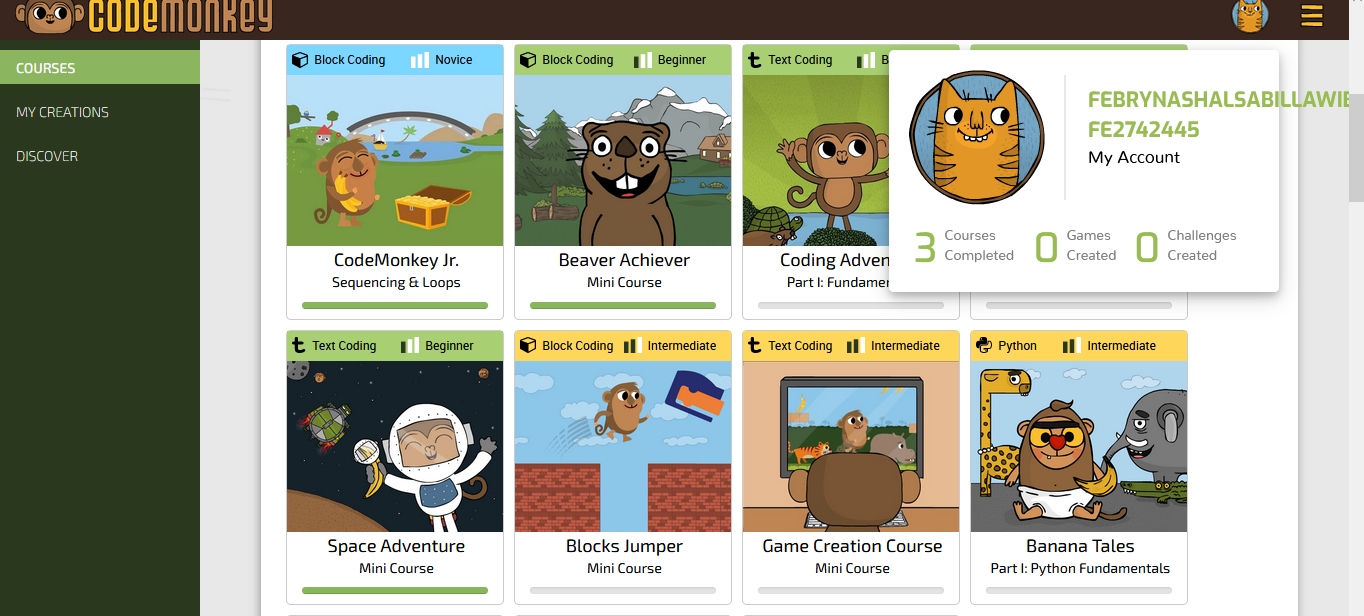 CODEMONKEY
COURSES
MY CREATIONS
DISCOVER
Block Coding Novice
Block Coding Beginner
Text Coding B
FEBRYNASHALSABILLAWIE
FE2742445
My Account
3 Courses Completed
0 Games Created
0 Challenges Created
CodeMonkey Jr.
Sequencing & Loops
Beaver Achiever
Mini Course
Coding Adven
Part I: Fundamen
Text Coding Beginner
Block Coding Intermediate
Text Coding Intermediate
Python Intermediate
Space Adventure
Mini Course
Blocks Jumper
Mini Course
Game Creation Course
Mini Course
Banana Tales
Part I: Python Fundamentals